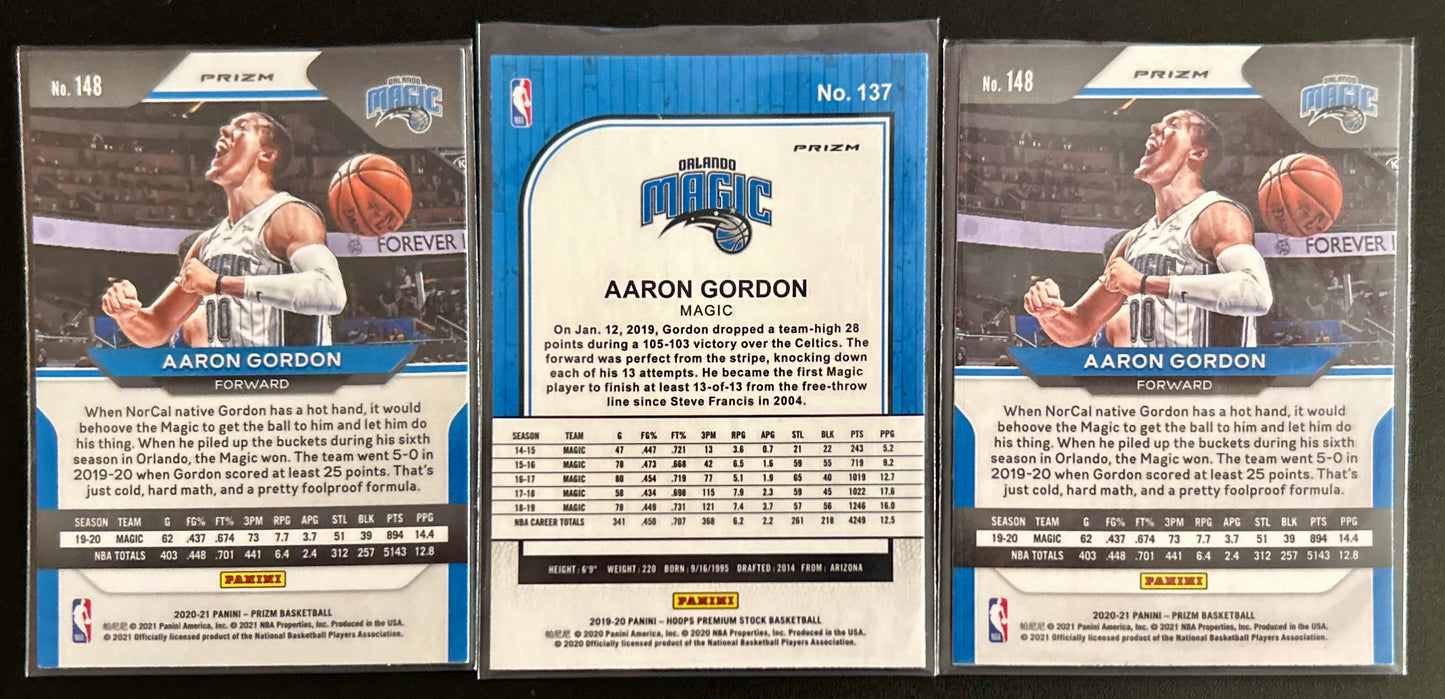 No. 148
PRIZM
ORLANDO
MAGIC
FOREVER
MAGIC
00
AARON GORDON
FORWARD
When NorCal native Gordon has a hot hand, it would
behoove the Magic to get the ball to him and let him do
his thing. When he piled up the buckets during his sixth
season in Orlando, the Magic won. The team went 5-0 in
2019-20 when Gordon scored at least 25 points. That's
just cold, hard math, and a pretty foolproof formula.
SEASON TEAM G FG% FT% 3PM RPG APG STL BLK PTS PPG
19-20 MAGIC 62 .437 .674 73 7.7 3.7 51 39 894 14.4
NBA TOTALS 403 .448 .701 441 6.4 2.4 312 257 5143 12.8
PANINI
NBA
2020-21 PANINI – PRIZM BASKETBALL
帕尼尼 © 2021 Panini America, Inc. © 2021 NBA Properties, Inc. Produced in the USA.
© 2021 Officially licensed product of the National Basketball Players Association.
NBA
No. 137
PRIZM
ORLANDO
MAGIC
AARON GORDON
MAGIC
On Jan. 12, 2019, Gordon dropped a team-high 28
points during a 105-103 victory over the Celtics. The
forward was perfect from the stripe, knocking down
each of his 13 attempts. He became the first Magic
player to finish at least 13-of-13 from the free-throw
line since Steve Francis in 2004.
SEASON TEAM G FG% FT% 3PM RPG APG STL BLK PTS PPG
14-15 MAGIC 47 .447 .721 13 3.6 0.7 21 22 243 5.2
15-16 MAGIC 78 .473 .668 42 6.5 1.6 59 55 719 9.2
16-17 MAGIC 80 .454 .719 77 5.1 1.9 65 40 1019 12.7
17-18 MAGIC 58 .434 .698 115 7.9 2.3 59 45 1022 17.6
18-19 MAGIC 78 .449 .731 121 7.4 3.7 57 56 1246 16.0
NBA CAREER TOTALS 341 .450 .707 368 6.2 2.2 261 218 4249 12.5
HEIGHT: 6'9" WEIGHT: 220 BORN: 9/16/1995 DRAFTED: 2014 FROM: ARIZONA
PANINI
2019-20 PANINI – HOOPS PREMIUM STOCK BASKETBALL
帕尼尼 © 2020 Panini America, Inc. © 2020 NBA Properties, Inc. Produced in the USA.
© 2020 Officially licensed product of the National Basketball Players Association.
No. 148
PRIZM
ORLANDO
MAGIC
FOREVER
MAGIC
00
AARON GORDON
FORWARD
When NorCal native Gordon has a hot hand, it would
behoove the Magic to get the ball to him and let him do
his thing. When he piled up the buckets during his sixth
season in Orlando, the Magic won. The team went 5-0 in
2019-20 when Gordon scored at least 25 points. That's
just cold, hard math, and a pretty foolproof formula.
SEASON TEAM G FG% FT% 3PM RPG APG STL BLK PTS PPG
19-20 MAGIC 62 .437 .674 73 7.7 3.7 51 39 894 14.4
NBA TOTALS 403 .448 .701 441 6.4 2.4 312 257 5143 12.8
PANINI
NBA
2020-21 PANINI – PRIZM BASKETBALL
帕尼尼 © 2021 Panini America, Inc. © 2021 NBA Properties, Inc. Produced in the USA.
© 2021 Officially licensed product of the National Basketball Players Association.